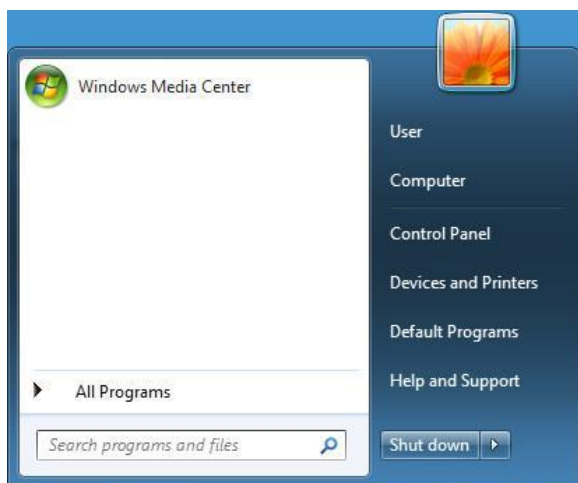 Windows Media Center
All Programs
Search programs and files
User
Computer
Control Panel
Devices and Printers
Default Programs
Help and Support
Shut down